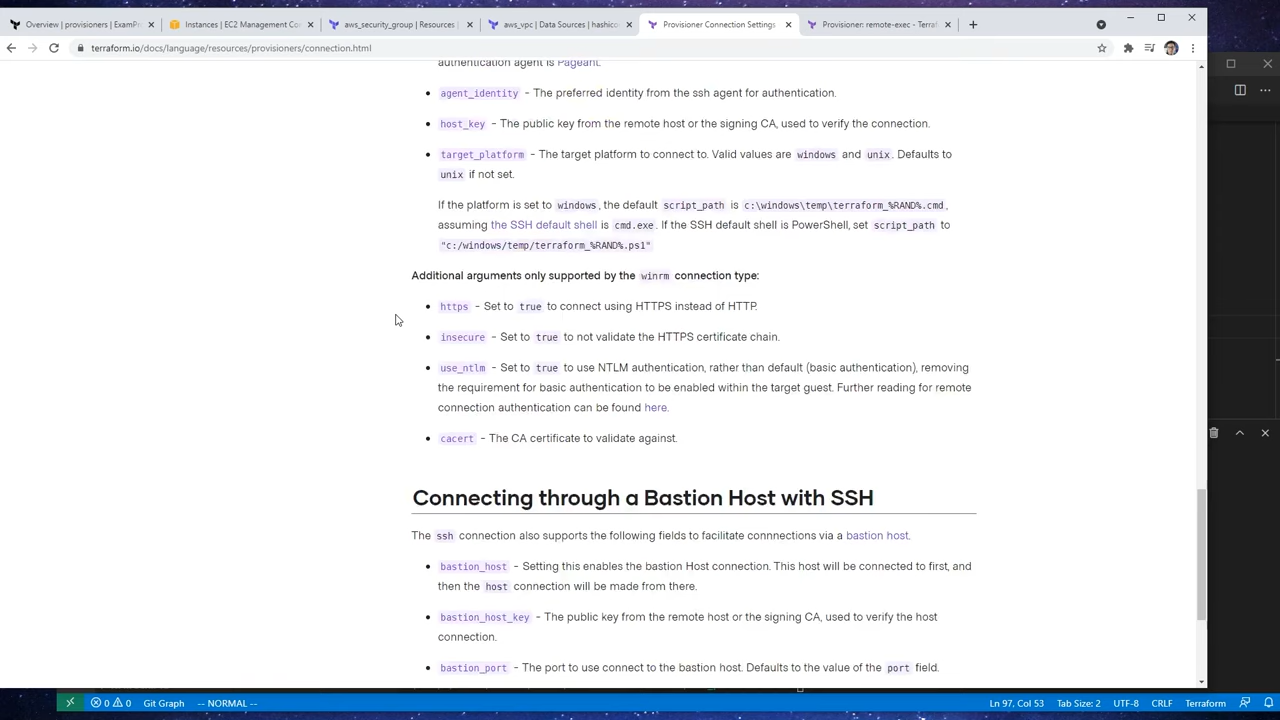 Overview | providioners | ExamPr
Instances | EC2 Management Co
aws_security_group | Resources |
aws_vpc | Data Sources | hashico
Provisioner Connection Settings
Provisioner: remote-exec - Terraf
terraform.io/docs/language/resources/provisioners/connection.html
authentication agent is Pageant.
agent_identity - The preferred identity from the ssh agent for authentication.
host_key - The public key from the remote host or the signing CA, used to verify the connection.
target_platform - The target platform to connect to. Valid values are windows and unix. Defaults to
unix if not set.
If the platform is set to windows, the default script_path is c:\windows\temp\terraform_%RAND%.cmd,
assuming the SSH default shell is cmd.exe. If the SSH default shell is PowerShell, set script_path to
"c:/windows/temp/terraform_%RAND%.ps1"
Additional arguments only supported by the winrm connection type:
https - Set to true to connect using HTTPS instead of HTTP.
insecure - Set to true to not validate the HTTPS certificate chain.
use_ntlm - Set to true to use NTLM authentication, rather than default (basic authentication), removing
the requirement for basic authentication to be enabled within the target guest. Further reading for remote
connection authentication can be found here.
cacert - The CA certificate to validate against.
Connecting through a Bastion Host with SSH
The ssh connection also supports the following fields to facilitate connnections via a bastion host.
bastion_host - Setting this enables the bastion Host connection. This host will be connected to first, and
then the host connection will be made from there.
bastion_host_key - The public key from the remote host or the signing CA, used to verify the host
connection.
bastion_port - The port to use connect to the bastion host. Defaults to the value of the port field.
0 0 Git Graph -- NORMAL -- Ln 97, Col 53 Tab Size: 2 UTF-8 CRLF Terraform